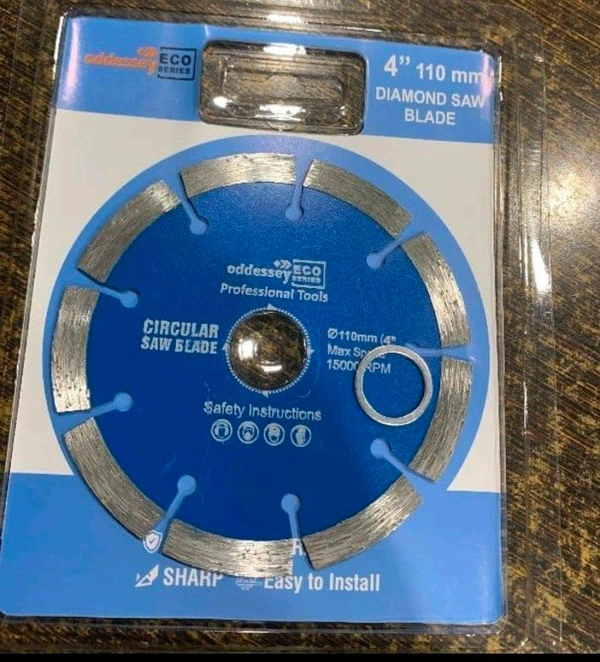 oddessey ECO
SERIES
4" 110 mm
DIAMOND SAW
BLADE
oddessey ECO
SERIES
Professional Tools
CIRCULAR
SAW BLADE
Ø110mm (4"
Max
15000 RPM
Safety Instructions
SHARP
Easy to Install